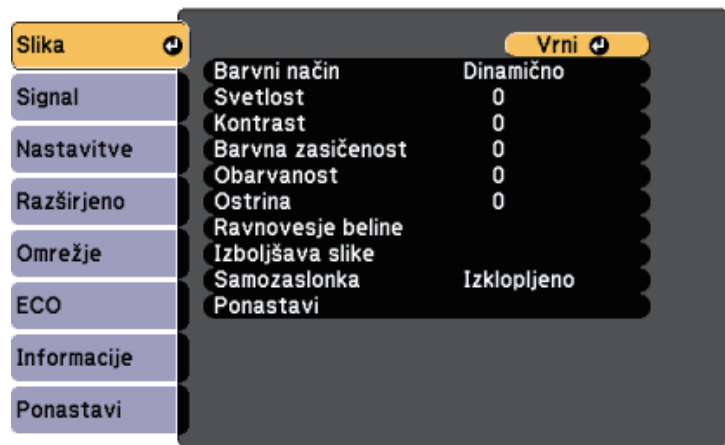 Slika
Signal
Nastavitve
Razširjeno
Omrežje
ECO
Informacije
Ponastavi
Vrni
Barvni način Dinamično
Svetlost 0
Kontrast 0
Barvna zasičenost 0
Obarvanost 0
Ostrina 0
Ravnovesje beline
Izboljšava slike
Samozaslonka Izklopljeno
Ponastavi